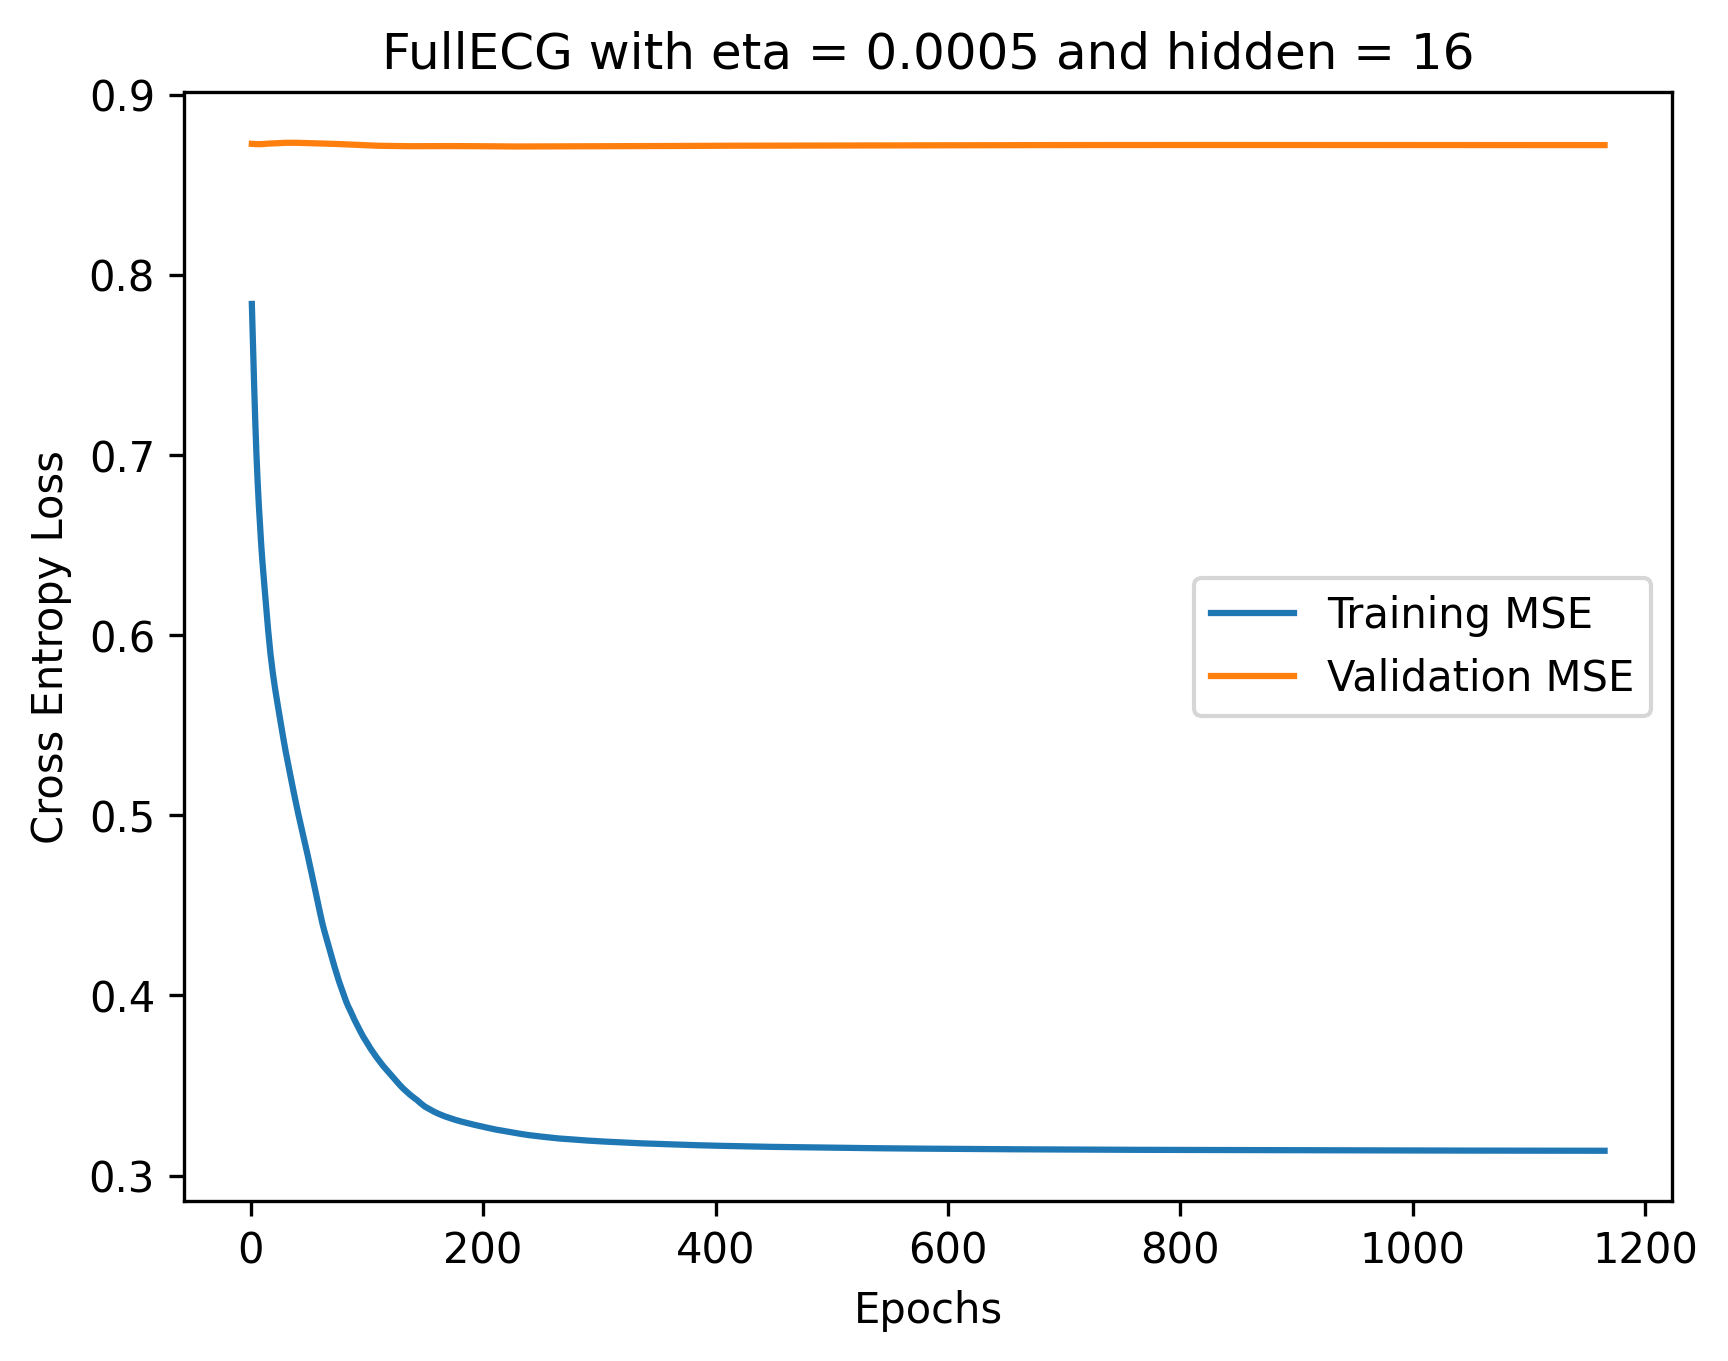 FullECG with eta = 0.0005 and hidden = 16
0.9
0.8
0.7
0.6
0.5
0.4
0.3
Cross Entropy Loss
Training MSE
Validation MSE
0 200 400 600 800 1000 1200
Epochs